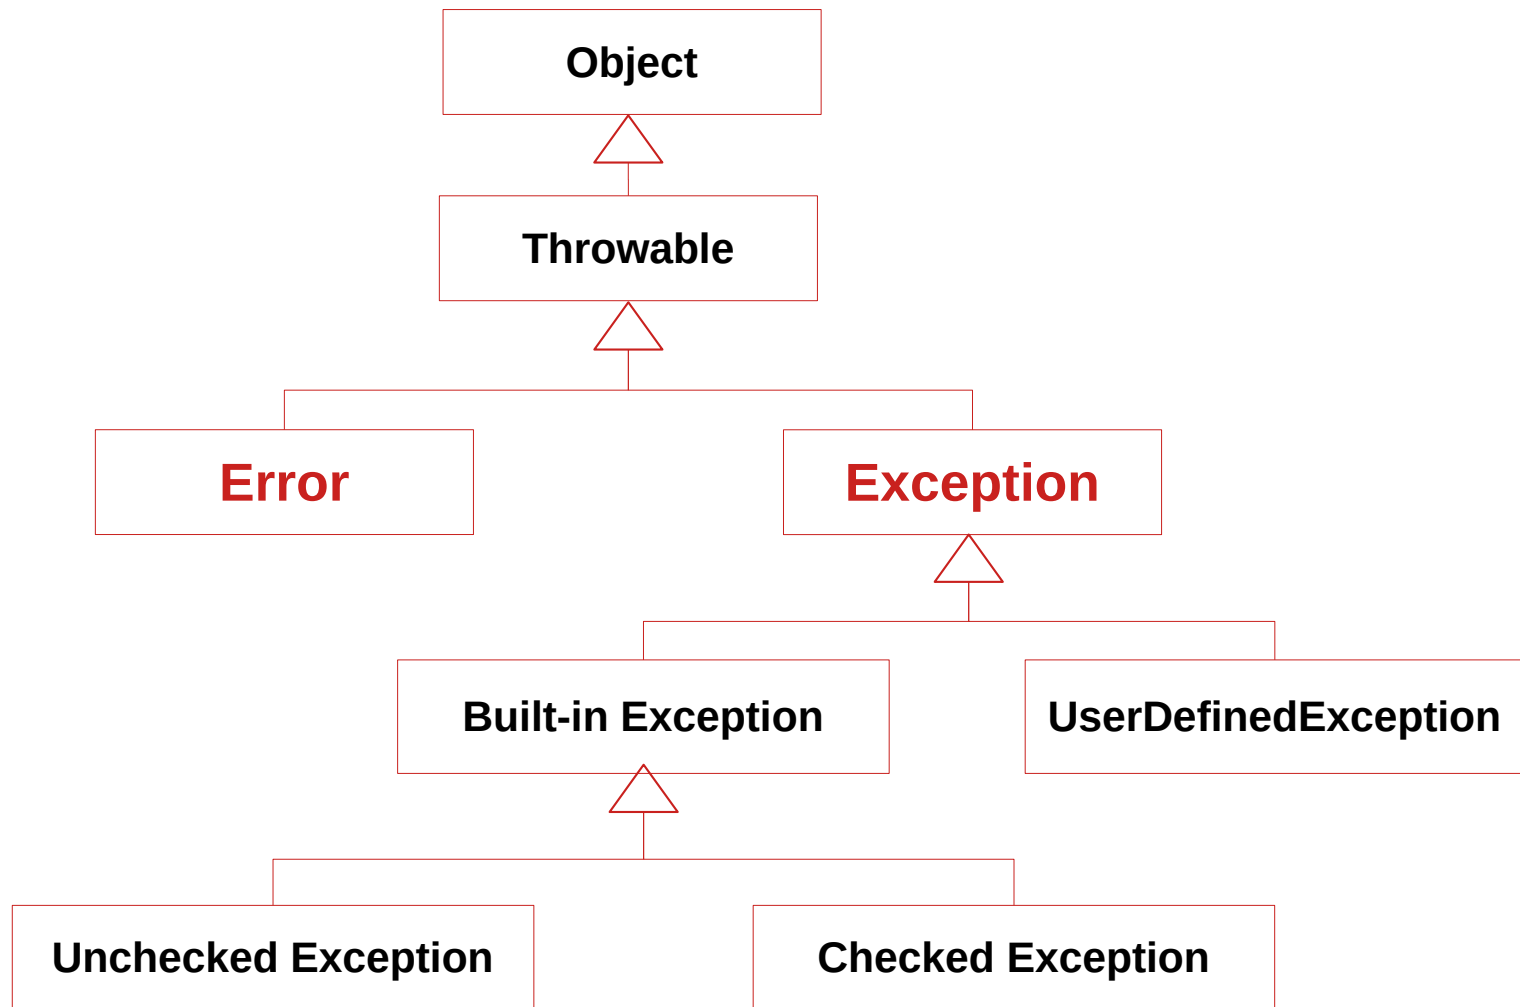 Object
Throwable
Error
Exception
Built-in Exception
UserDefinedException
Unchecked Exception
Checked Exception